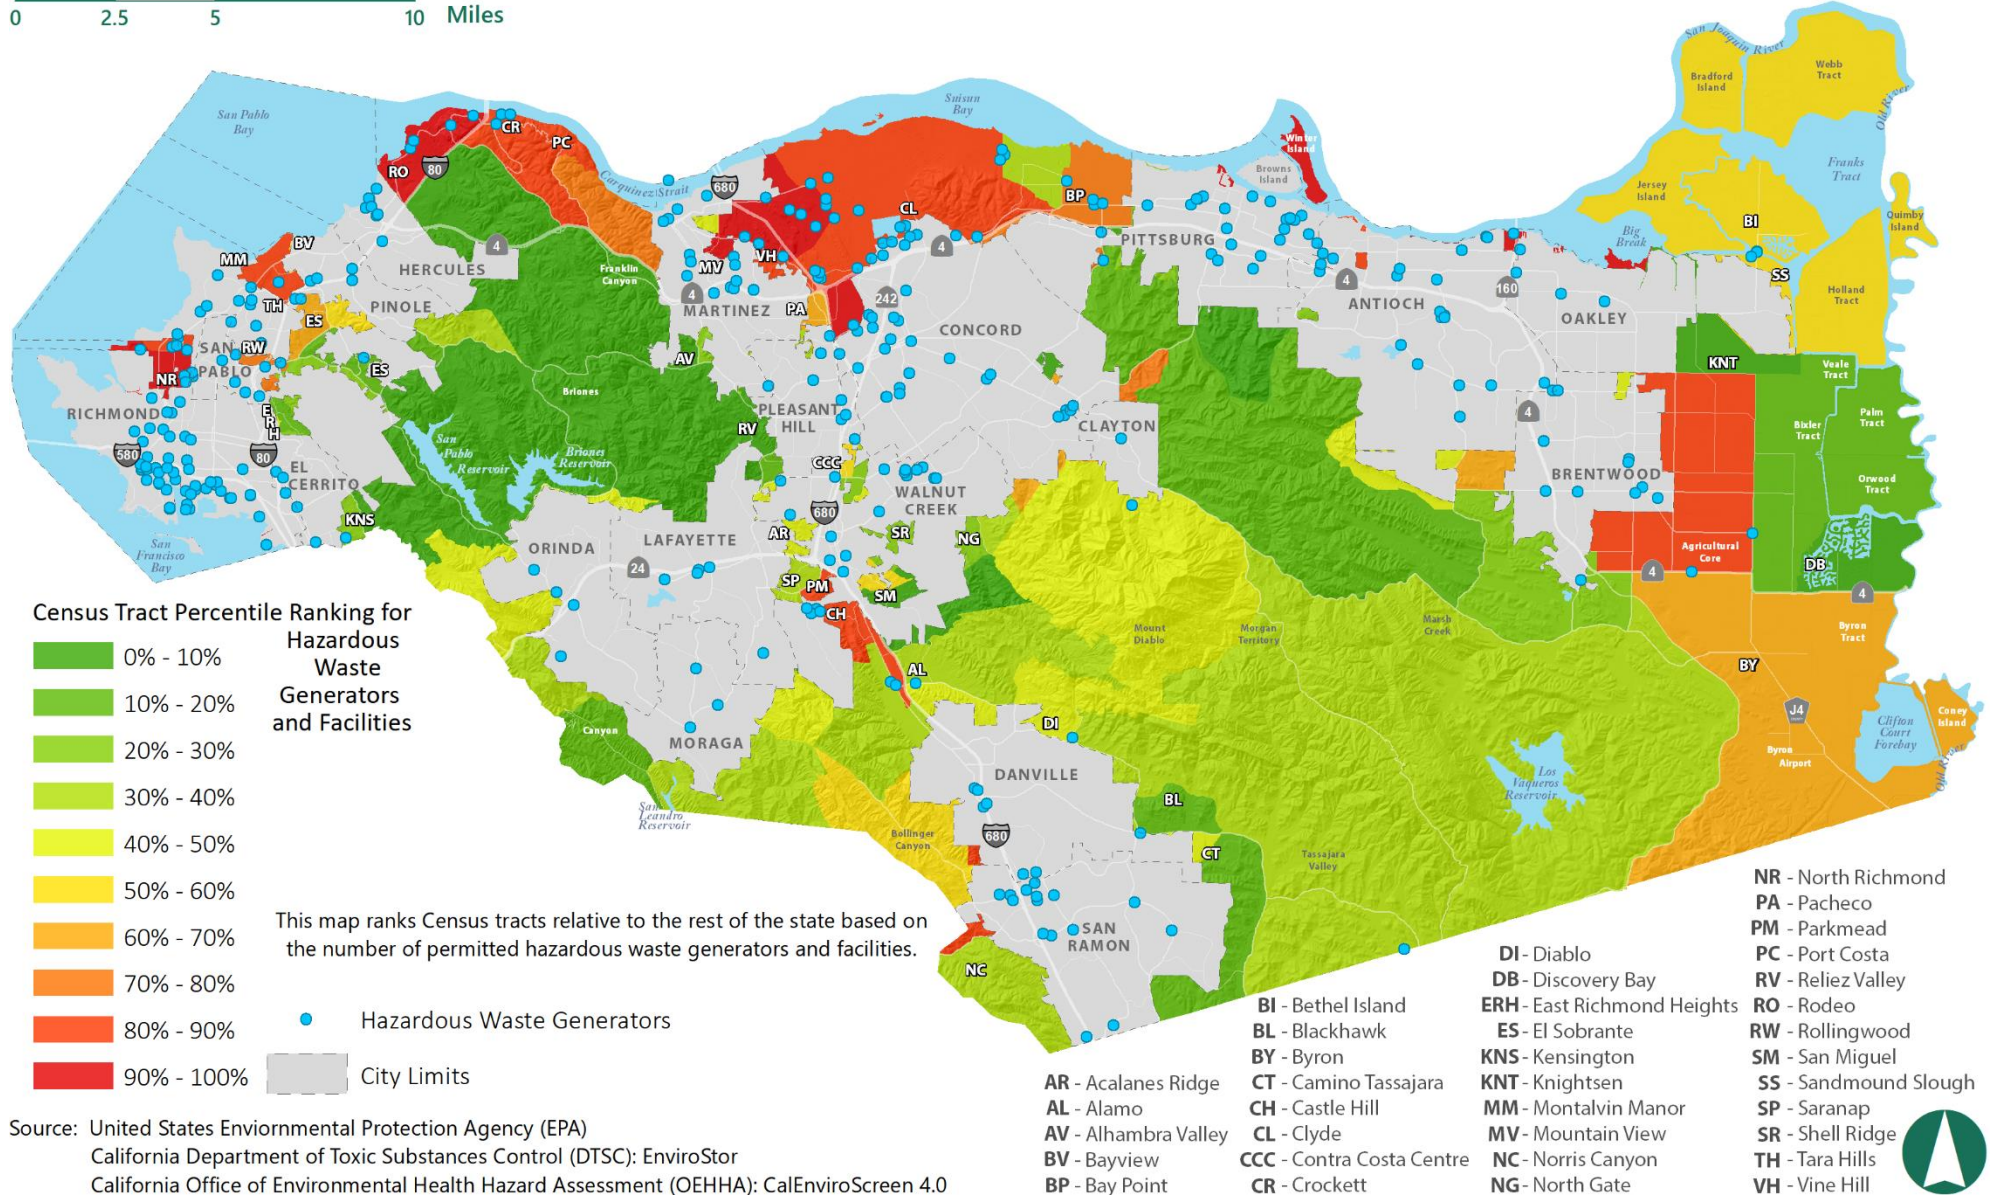 0 2.5 5 10 Miles
San Joaquin River
Bradford
Island
Webb
Tract
Old River
San Pablo
Bay
Suisun
Bay
CR
PC
RO
80
Carquinez Strait
680
Winter
Island
Browns
Island
Franks
Tract
Jersey
Island
BI
Quimby
Island
BP
CL
4
PITTSBURG
Big
Break
BV
MM
HERCULES
4
Franklin
Canyon
MV
VH
4
MARTINEZ
PA
242
4
ANTIOCH
160
OAKLEY
SS
Holland
Tract
TH
ES
PINOLE
CONCORD
SAN
PABLO
RW
NR
ES
AV
Briones
KNT
Veale
Tract
RICHMOND
E
R
H
580
80
EL
CERRITO
San
Pablo
Reservoir
Briones
Reservoir
RV
PLEASANT
HILL
CCC
CLAYTON
4
BRENTWOOD
Bixler
Tract
Palm
Tract
Orwood
Tract
KNS
San
Francisco
Bay
ORINDA
LAFAYETTE
24
680
WALNUT
CREEK
AR
SR
NG
SP
PM
SM
CH
Agricultural
Core
4
DB
4
Mount
Diablo
Morgan
Territory
Marsh
Creek
Byron
Tract
BY
AL
DI
Canyon
MORAGA
San
Leandro
Reservoir
DANVILLE
BL
680
Bollinger
Canyon
CT
Tassajara
Valley
Los
Vaqueros
Reservoir
J4
Byron
Airport
Clifton
Court
Forebay
Coney
Island
Old River
SAN
RAMON
NC
Census Tract Percentile Ranking for
Hazardous
Waste
Generators
and Facilities
0% - 10%
10% - 20%
20% - 30%
30% - 40%
40% - 50%
50% - 60%
60% - 70%
70% - 80%
80% - 90%
90% - 100%
This map ranks Census tracts relative to the rest of the state based on
the number of permitted hazardous waste generators and facilities.
Hazardous Waste Generators
City Limits
Source: United States Enviornmental Protection Agency (EPA)
California Department of Toxic Substances Control (DTSC): EnviroStor
California Office of Environmental Health Hazard Assessment (OEHHA): CalEnviroScreen 4.0
AR - Acalanes Ridge
AL - Alamo
AV - Alhambra Valley
BV - Bayview
BP - Bay Point
BI - Bethel Island
BL - Blackhawk
BY - Byron
CT - Camino Tassajara
CH - Castle Hill
CL - Clyde
CCC - Contra Costa Centre
CR - Crockett
DI - Diablo
DB - Discovery Bay
ERH - East Richmond Heights
ES - El Sobrante
KNS - Kensington
KNT - Knightsen
MM - Montalvin Manor
MV - Mountain View
NC - Norris Canyon
NG - North Gate
NR - North Richmond
PA - Pacheco
PM - Parkmead
PC - Port Costa
RV - Reliez Valley
RO - Rodeo
RW - Rollingwood
SM - San Miguel
SS - Sandmound Slough
SP - Saranap
SR - Shell Ridge
TH - Tara Hills
VH - Vine Hill